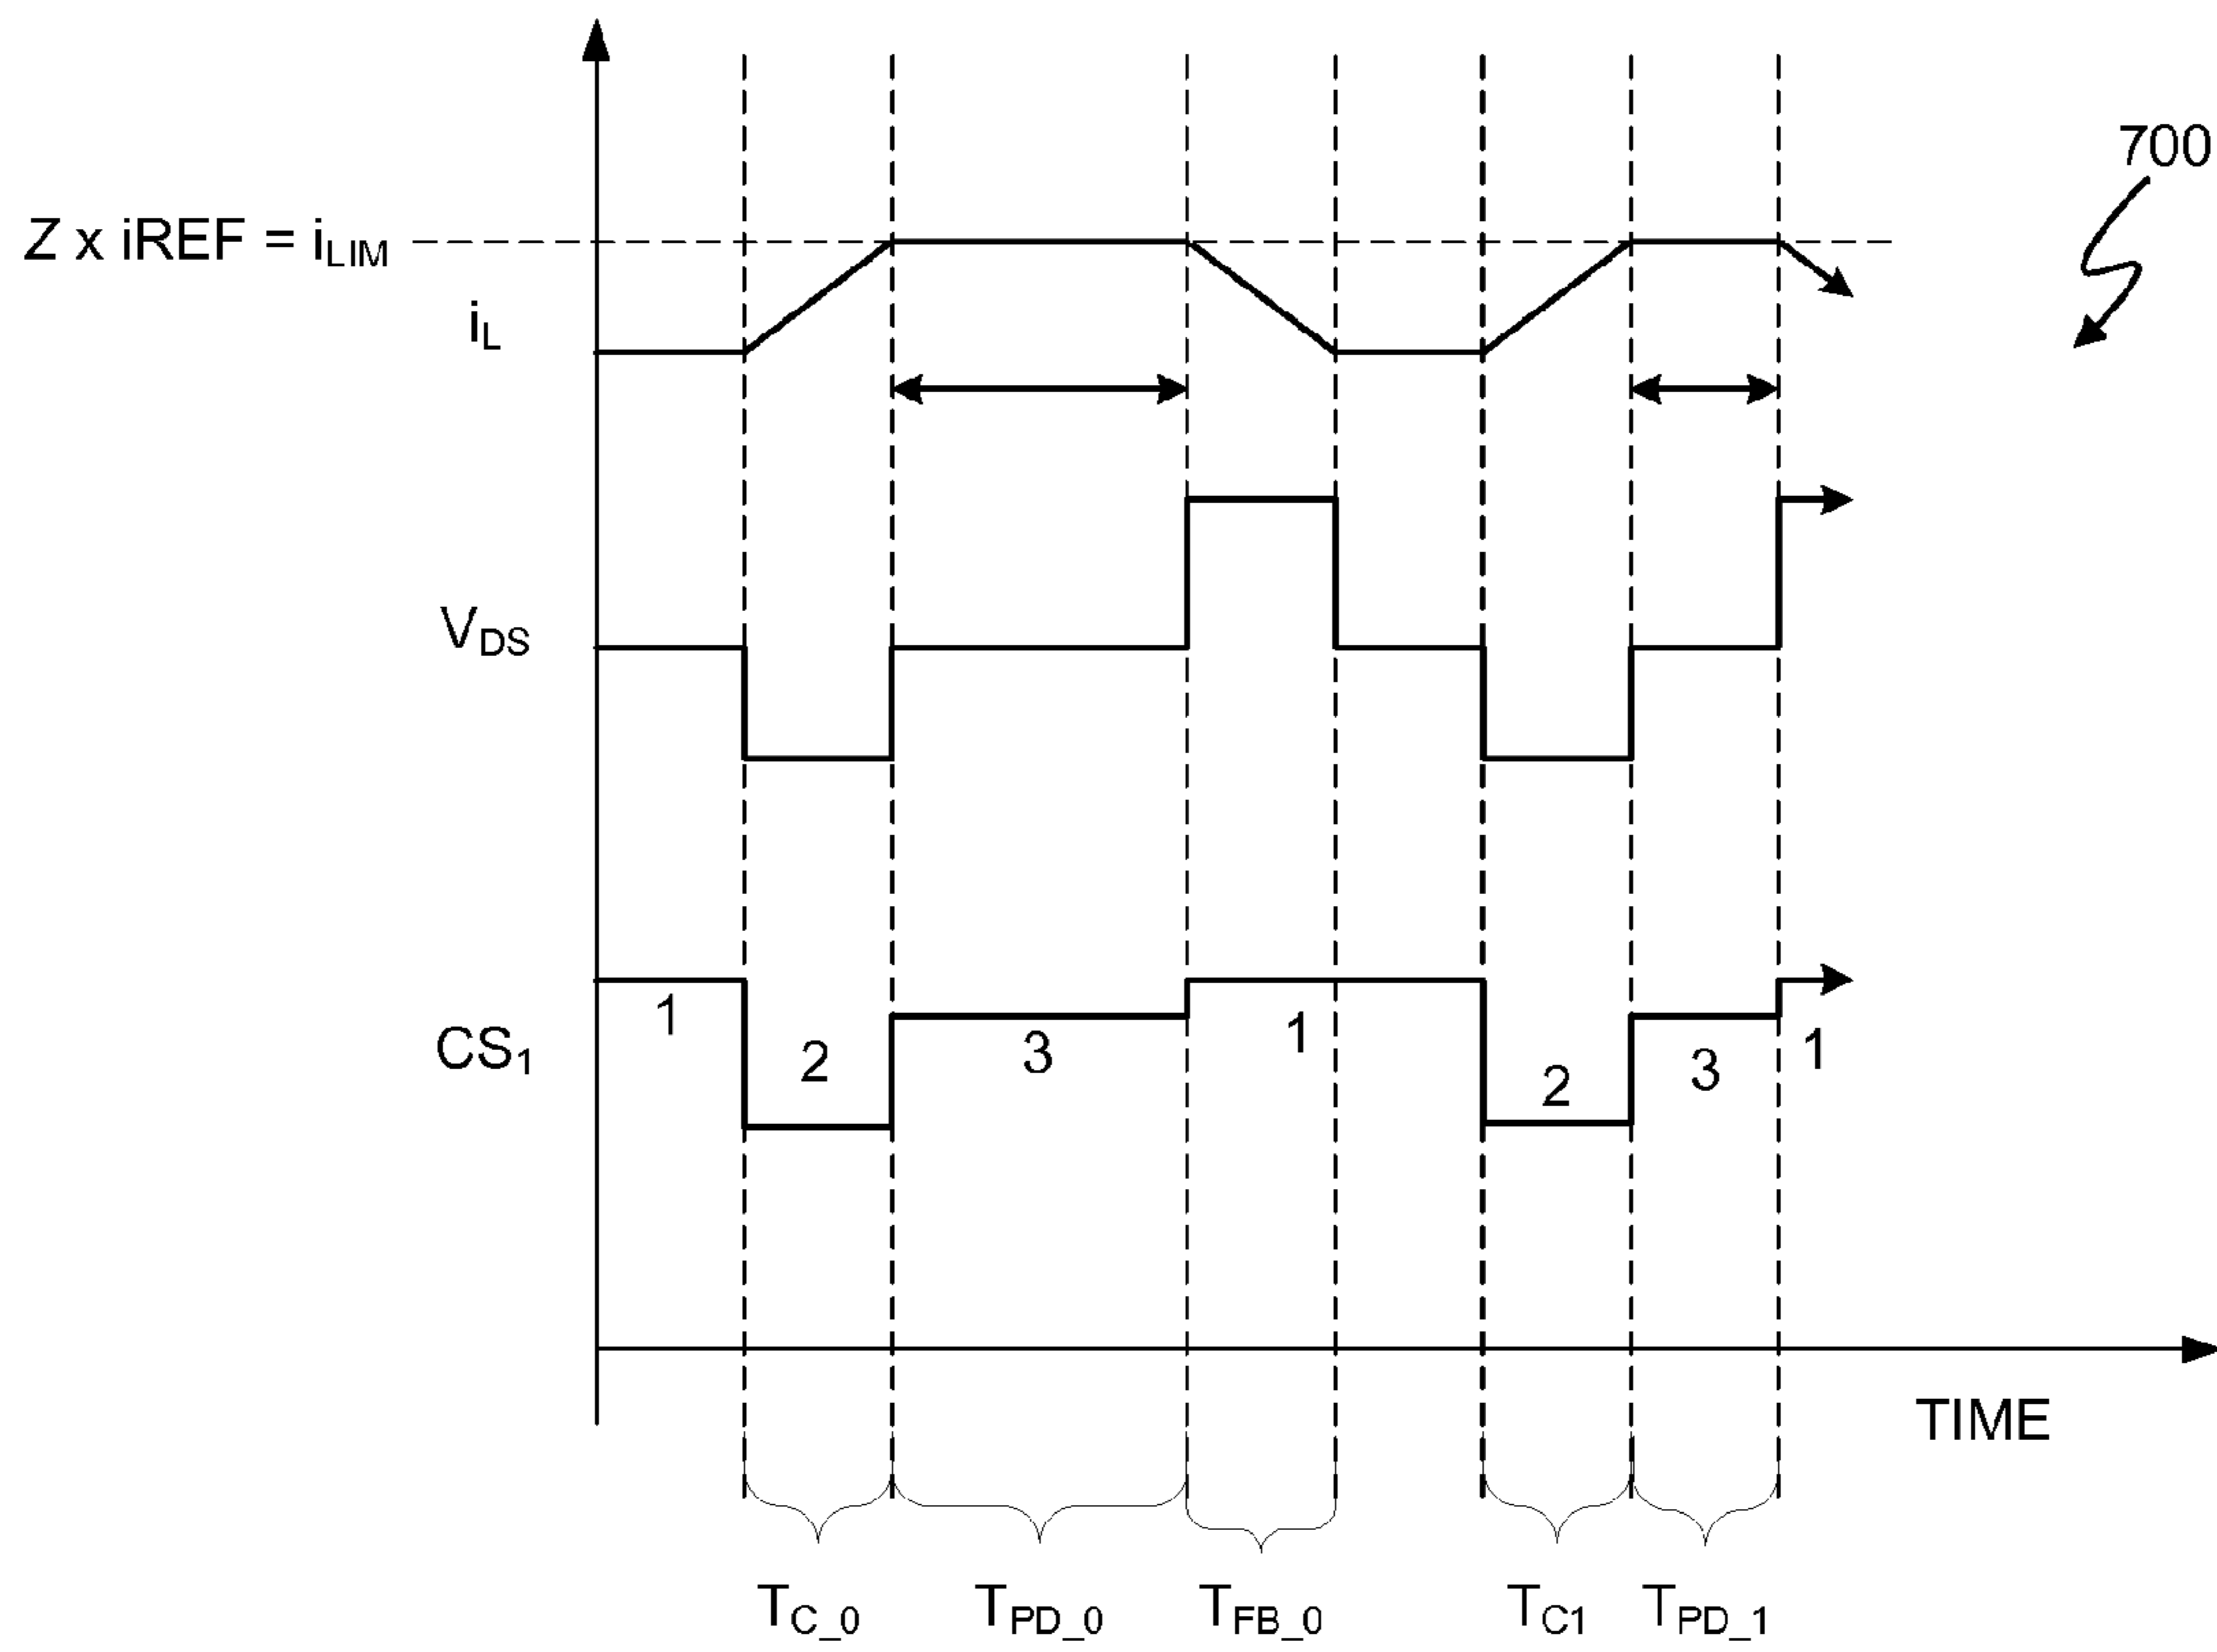 700
Z x iREF = iLIM
iL
VDS
CS1
1
2
3
1
2
3
1
TIME
TC_0
TPD_0
TFB_0
TC1
TPD_1